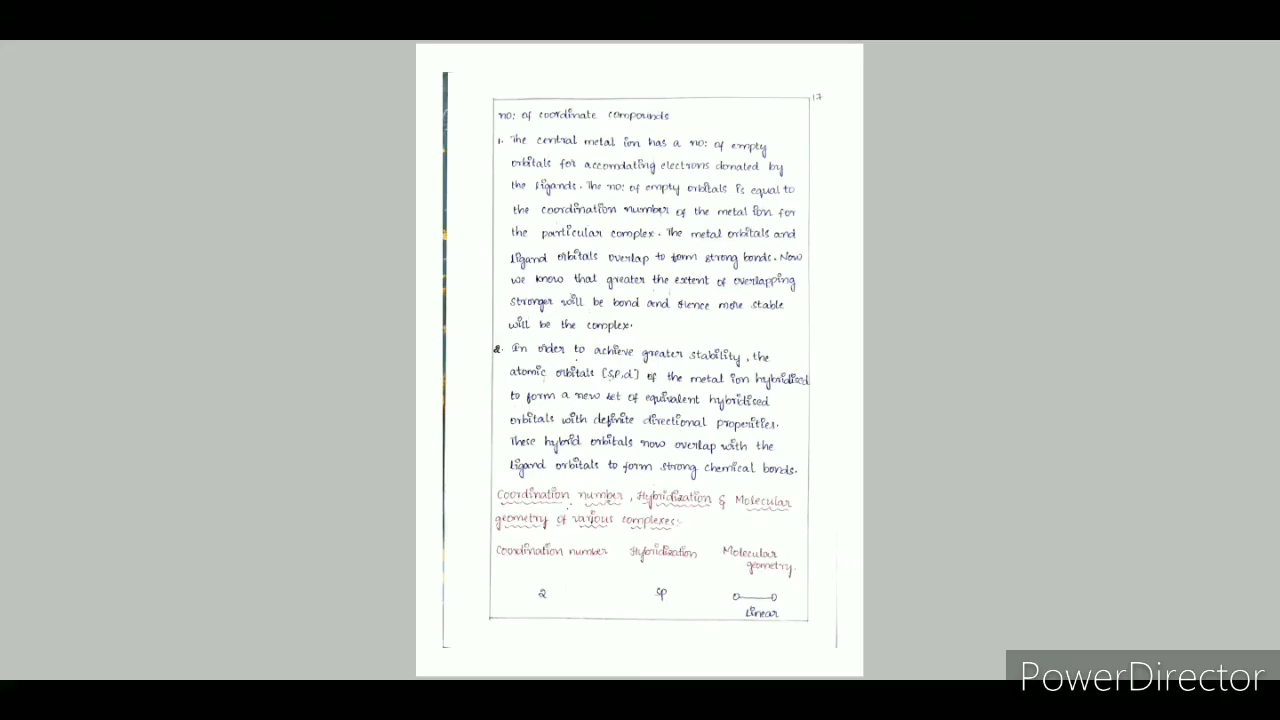 17
no: of coordinate compounds
1. The central metal ion has a no: of empty
orbitals for accomdating electrons donated by
the ligands. The no: of empty orbitals is equal to
the coordination number of the metal ion for
the particular complex. The metal orbitals and
ligand orbitals overlap to form strong bonds. Now
we know that greater the extent of overlapping
stronger will be bond and Hence more stable
will be the complex.
2. In order to achieve greater stability, the
atomic orbitals [s,p,d] of the metal ion hybridised
to form a new set of equivalent hybridised
orbitals with definite directional properities.
These hybrid orbitals now overlap with the
ligand orbitals to form strong chemical bonds.
Coordination number, Hybridization & Molecular
geometry of various complexes:-
Coordination number Hybridization Molecular
geometry.
2 sp
Linear
PowerDirector